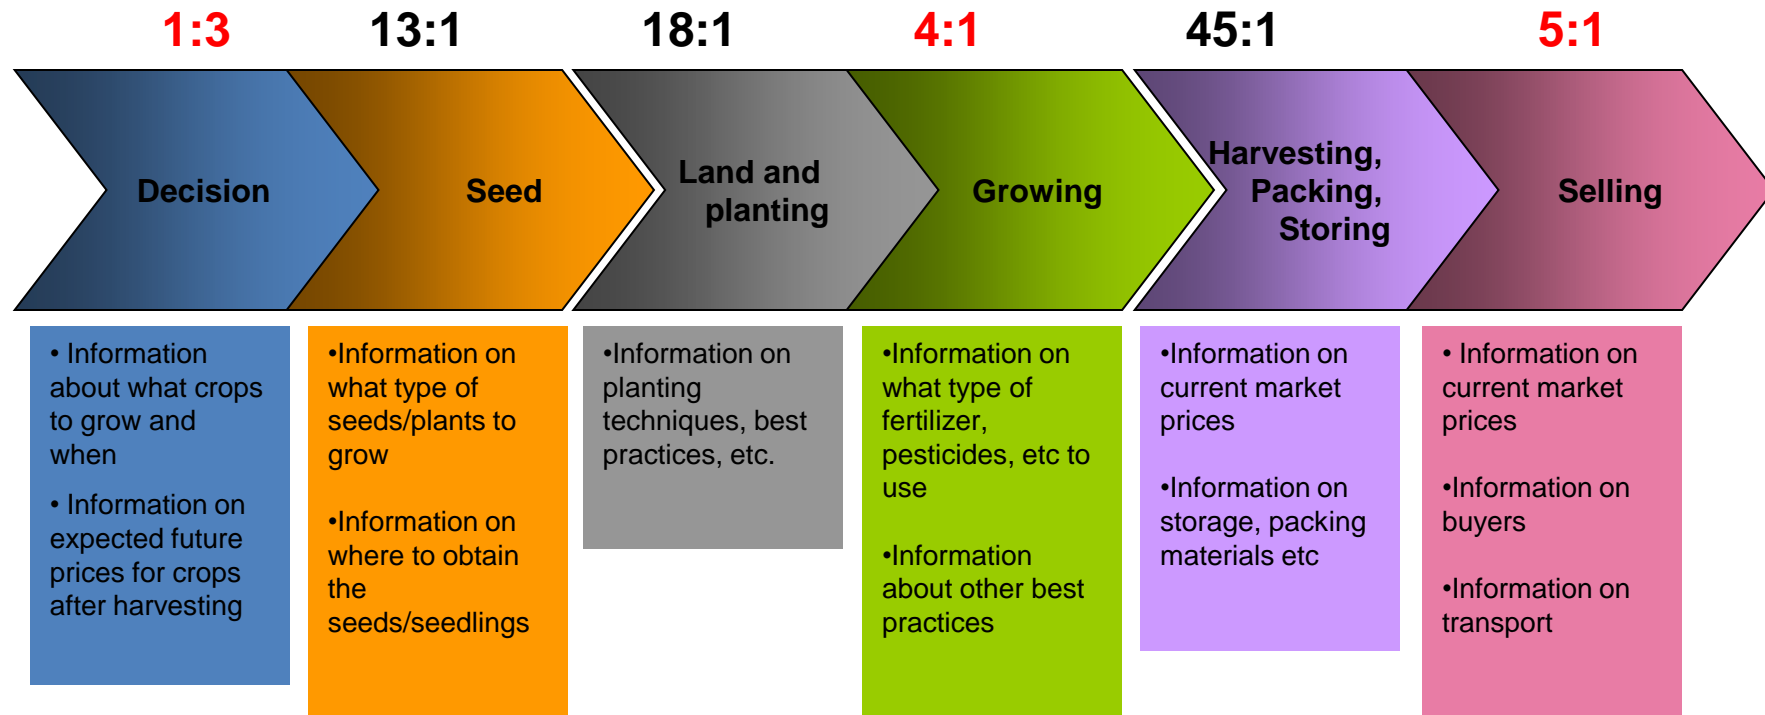 1:3
13:1
18:1
4:1
45:1
5:1
Decision
Seed
Land and
planting
Growing
Harvesting,
Packing,
Storing
Selling
• Information
about what crops
to grow and
when
• Information on
expected future
prices for crops
after harvesting
•Information on
what type of
seeds/plants to
grow
•Information on
where to obtain
the
seeds/seedlings
•Information on
planting
techniques, best
practices, etc.
•Information on
what type of
fertilizer,
pesticides, etc to
use
•Information
about other best
practices
•Information on
current market
prices
•Information on
storage, packing
materials etc
• Information on
current market
prices
•Information on
buyers
•Information on
transport